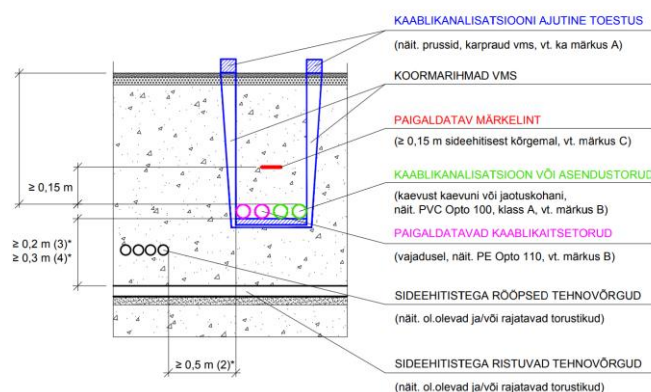 KAABLIKANALISATSIOONI AJUTINE TOESTUS
(näit. prussid, karpraud vms, vt. ka märkus A)
KOORMARIHMAD VMS
PAIGALDATAV MÄRKELINT
(≥ 0,15 m sideehitisest kõrgemal, vt. märkus C)
≥ 0,15 m
KAABLIKANALISATSIOON VÕI ASENDUSTORUD
(kaevust kaevuni või jaotuskohani,
näit. PVC Opto 100, klass A, vt. märkus B)
PAIGALDATAVAD KAABLIKAITSETORUD
(vajadusel, näit. PE Opto 110, vt. märkus B)
≥ 0,2 m (3)*
≥ 0,3 m (4)*
SIDEEHITISTEGA RÖÖPSED TEHNOVÕRGUD
(näit. ol.olevad ja/või rajatavad torustikud)
≥ 0,5 m (2)*
SIDEEHITISTEGA RISTUVAD TEHNOVÕRGUD
(näit. ol.olevad ja/või rajatavad torustikud)